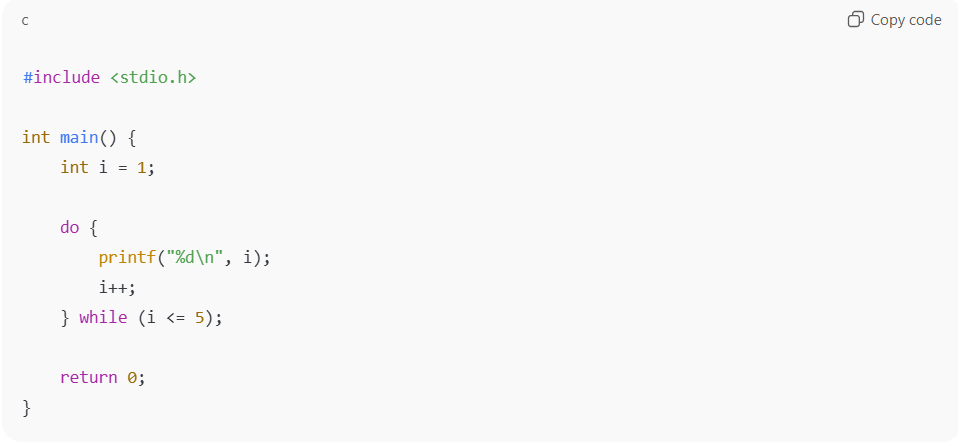 c
Copy code
#include <stdio.h>
int main() {
    int i = 1;
    do {
        printf("%d\n", i);
        i++;
    } while (i <= 5);
    return 0;
}